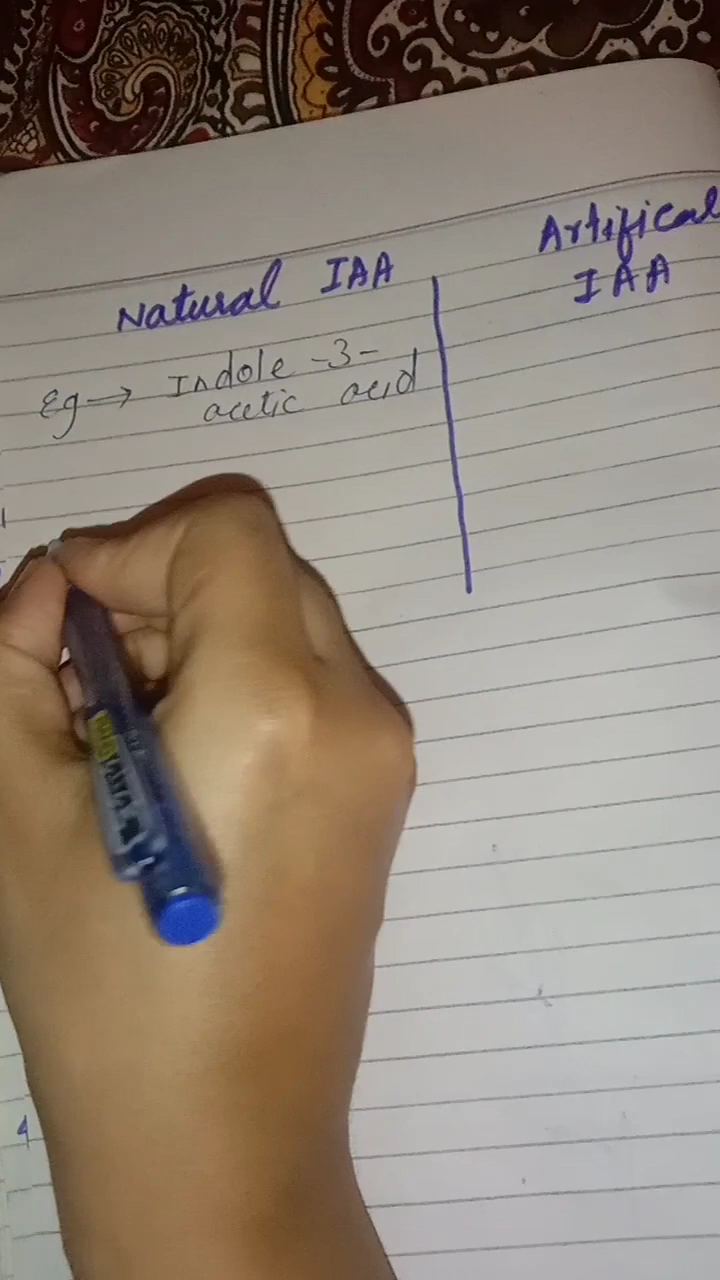 Natural IAA
Artifical
IAA
Eg → Indole -3-
acetic acid